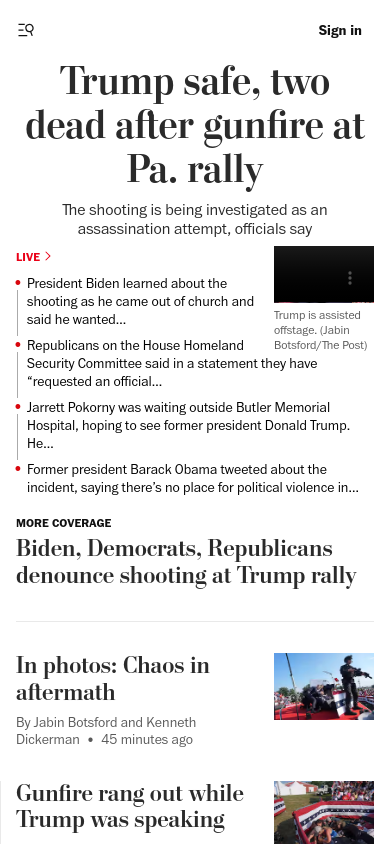 Sign in
Trump safe, two
dead after gunfire at
Pa. rally
The shooting is being investigated as an
assassination attempt, officials say
LIVE
President Biden learned about the
shooting as he came out of church and
said he wanted...
Republicans on the House Homeland
Security Committee said in a statement they have
“requested an official...
Jarrett Pokorny was waiting outside Butler Memorial
Hospital, hoping to see former president Donald Trump.
He...
Former president Barack Obama tweeted about the
incident, saying there’s no place for political violence in...
Trump is assisted
offstage. (Jabin
Botsford/The Post)
MORE COVERAGE
Biden, Democrats, Republicans
denounce shooting at Trump rally
In photos: Chaos in
aftermath
By Jabin Botsford and Kenneth
Dickerman • 45 minutes ago
Gunfire rang out while
Trump was speaking